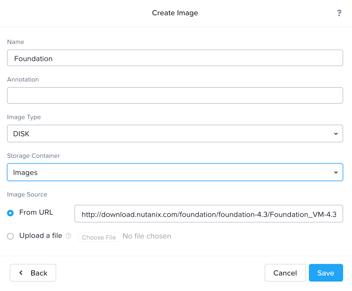 Create Image
?
Name
Foundation
Annotation
Image Type
DISK
Storage Container
Images
Image Source
From URL
http://download.nutanix.com/foundation/foundation-4.3/Foundation_VM-4.3
Upload a file ?
Choose File No file chosen
Back
Cancel
Save